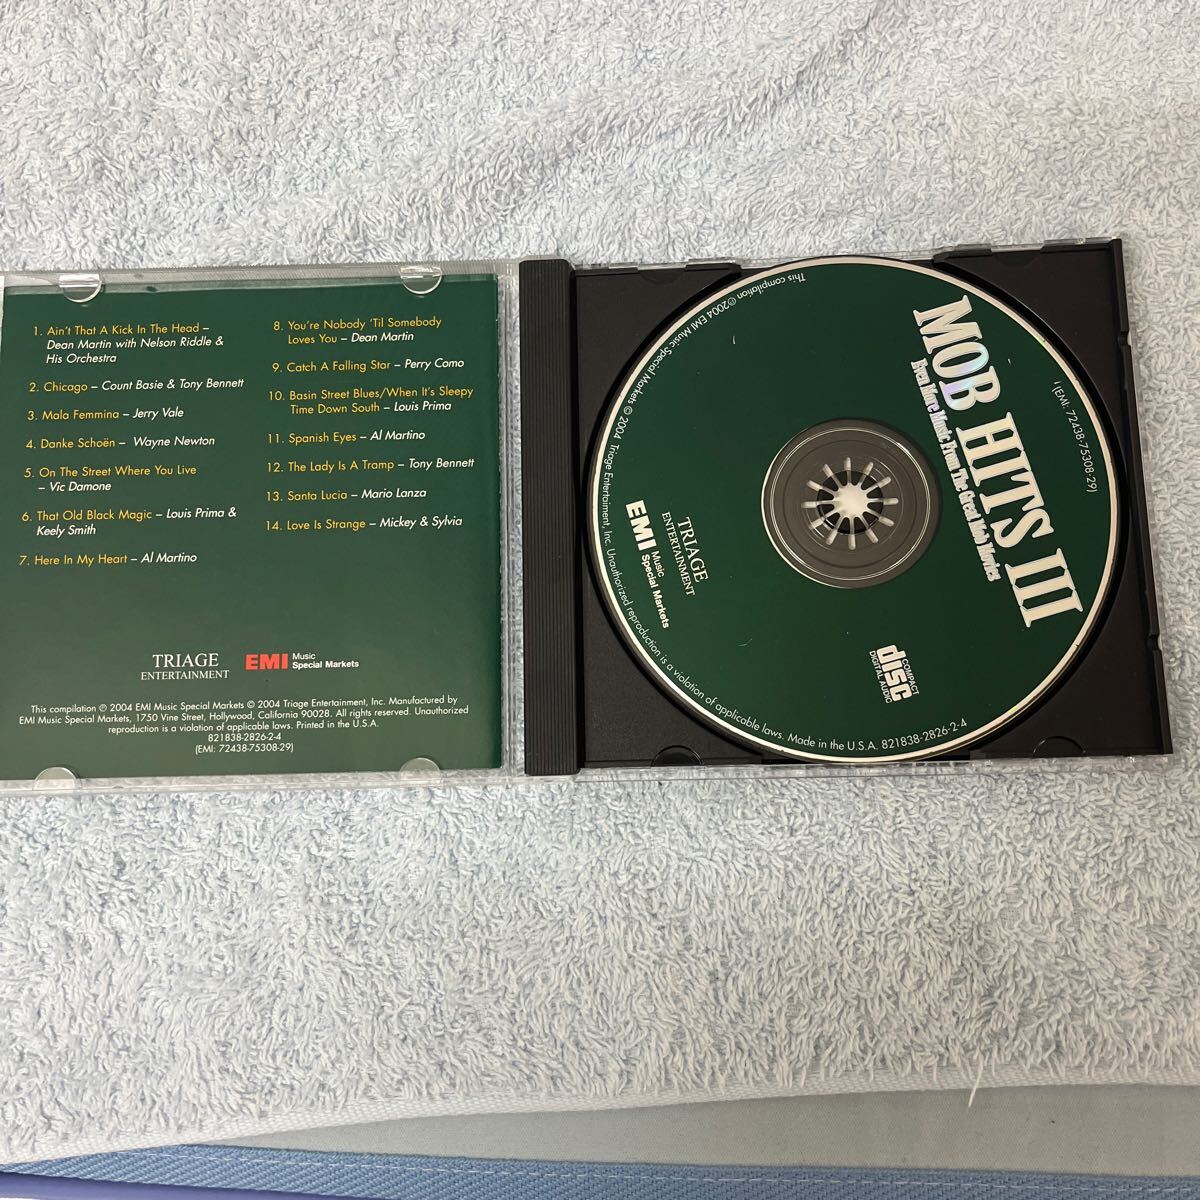 1. Ain't That A Kick In The Head –
Dean Martin with Nelson Riddle &
His Orchestra
2. Chicago – Count Basie & Tony Bennett
3. Mala Femmina – Jerry Vale
4. Danke Schoën – Wayne Newton
5. On The Street Where You Live
– Vic Damone
6. That Old Black Magic – Louis Prima &
Keely Smith
7. Here In My Heart – Al Martino
8. You're Nobody 'Til Somebody
Loves You – Dean Martin
9. Catch A Falling Star – Perry Como
10. Basin Street Blues/When It's Sleepy
Time Down South – Louis Prima
11. Spanish Eyes – Al Martino
12. The Lady Is A Tramp – Tony Bennett
13. Santa Lucia – Mario Lanza
14. Love Is Strange – Mickey & Sylvia
TRIAGE
ENTERTAINMENT
EMI Music
Special Markets
This compilation ℗ 2004 EMI Music Special Markets © 2004 Triage Entertainment, Inc. Manufactured by
EMI Music Special Markets, 1750 Vine Street, Hollywood, California 90028. All rights reserved. Unauthorized
reproduction is a violation of applicable laws. Printed in the U.S.A.
821838-2826-2-4
(EMI: 72438-75308-29)
MOB HITS III
Even More Music From The Great Mob Movies
(EMI: 72438-75308-29)
TRIAGE
ENTERTAINMENT
EMI Music
Special Markets
COMPACT
disc
DIGITAL AUDIO
This compilation ℗ 2004 EMI Music Special Markets © 2004 Triage Entertainment, Inc. Unauthorized reproduction is a violation of applicable laws. Made in the U.S.A. 821838-2826-2-4